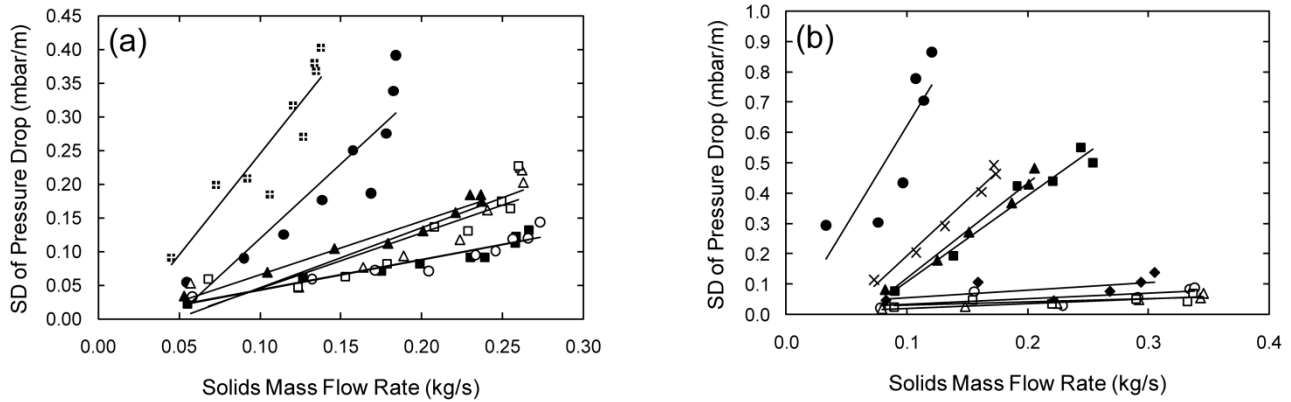 (a)
SD of Pressure Drop (mbar/m)
0.45
0.40
0.35
0.30
0.25
0.20
0.15
0.10
0.05
0.00
0.00 0.05 0.10 0.15 0.20 0.25 0.30
Solids Mass Flow Rate (kg/s)
(b)
SD of Pressure Drop (mbar/m)
1.0
0.9
0.8
0.7
0.6
0.5
0.4
0.3
0.2
0.1
0.0
0.0 0.1 0.2 0.3 0.4
Solids Mass Flow Rate (kg/s)